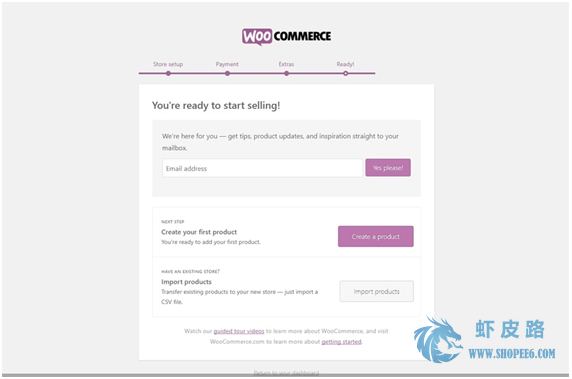 WOO COMMERCE
Store setup Payment Extras Ready!
You're ready to start selling!
We're here for you — get tips, product updates, and inspiration straight to your
mailbox.
Email address Yes please!
NEXT STEP
Create your first product
You're ready to add your first product.
Create a product
HAVE AN EXISTING STORE?
Import products
Transfer existing products to your new store — just import a
CSV file.
Import products
Watch our guided tour videos to learn more about WooCommerce, and visit
WooCommerce.com to learn more about getting started.
虾皮路
WWW.SHOPEE6.COM
Return to your dashboard